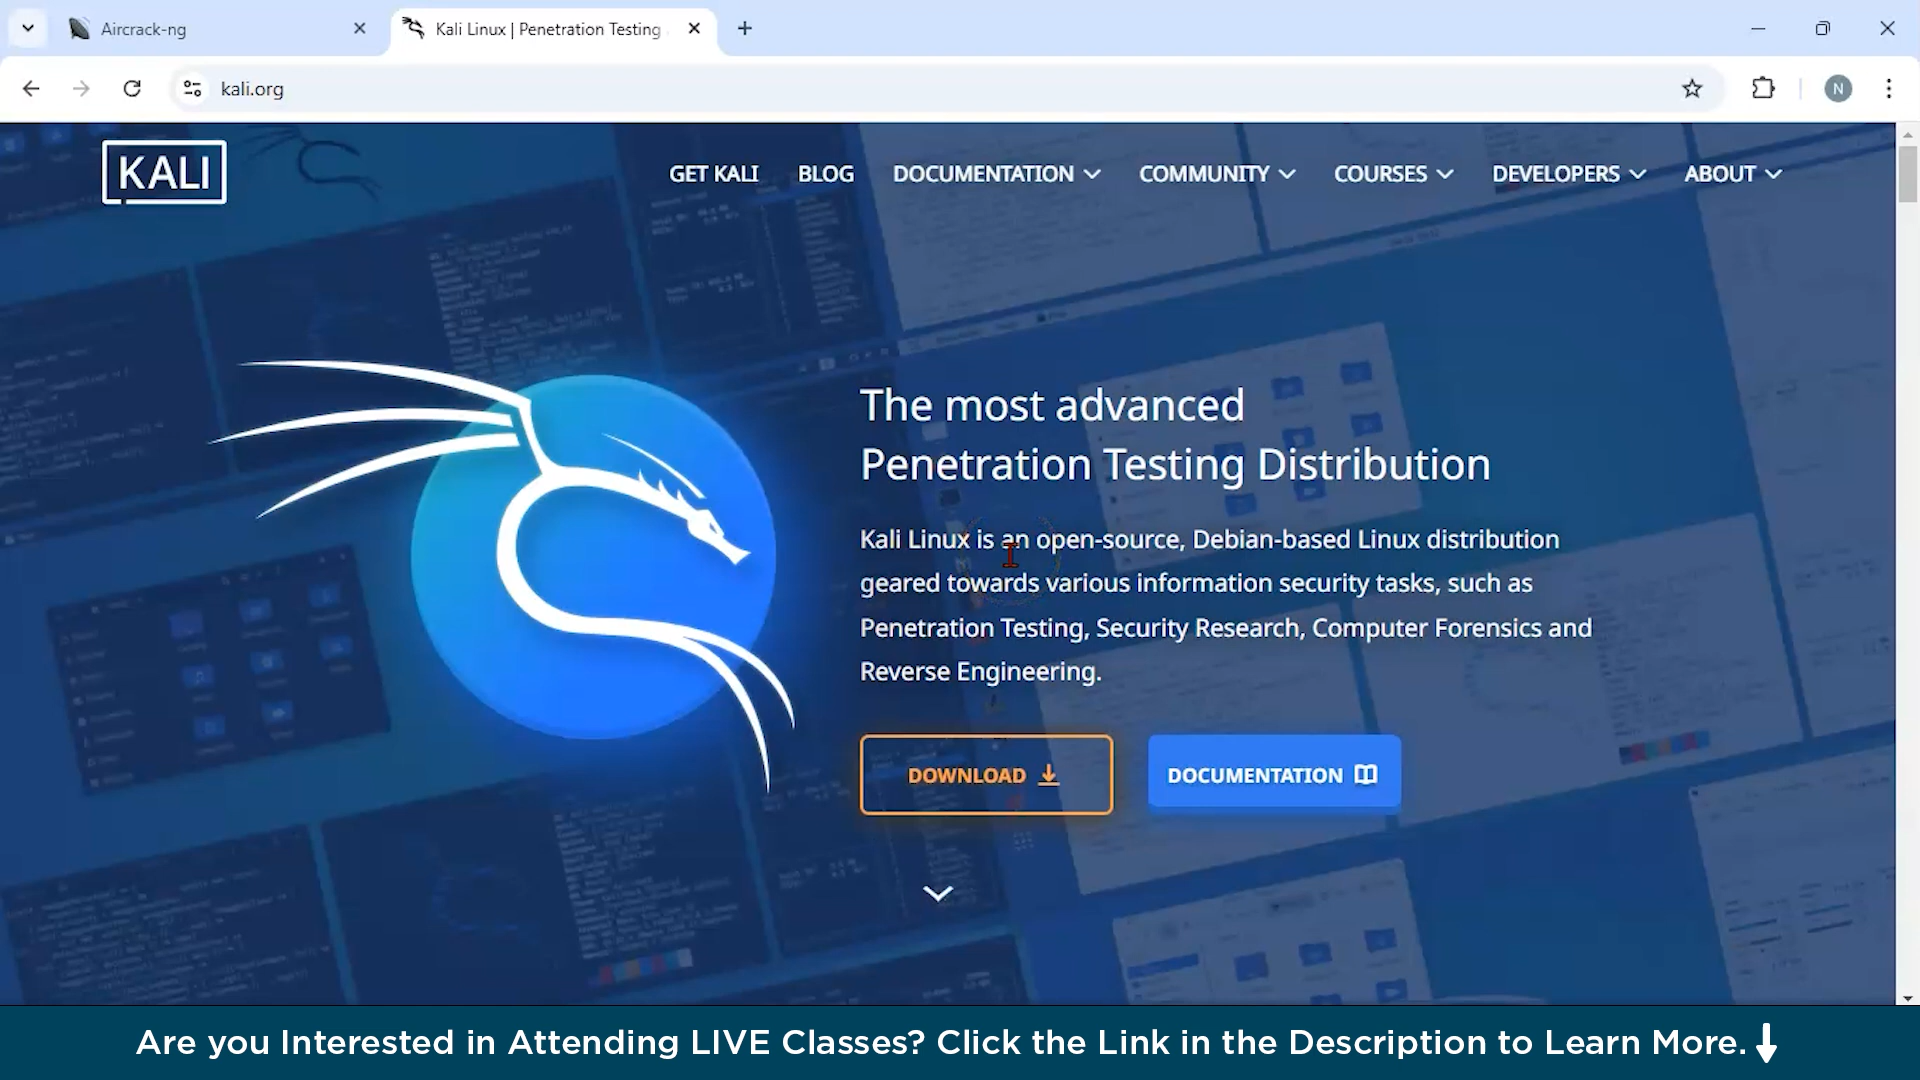 Aircrack-ng
Kali Linux | Penetration Testing
kali.org
N
KALI
GET KALI
BLOG
DOCUMENTATION
COMMUNITY
COURSES
DEVELOPERS
ABOUT
The most advanced
Penetration Testing Distribution
Kali Linux is an open-source, Debian-based Linux distribution
geared towards various information security tasks, such as
Penetration Testing, Security Research, Computer Forensics and
Reverse Engineering.
DOWNLOAD
DOCUMENTATION
Are you Interested in Attending LIVE Classes? Click the Link in the Description to Learn More.